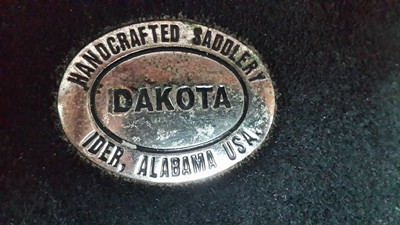 HANDCRAFTED SADDLERY
DAKOTA
IDER, ALABAMA USA.